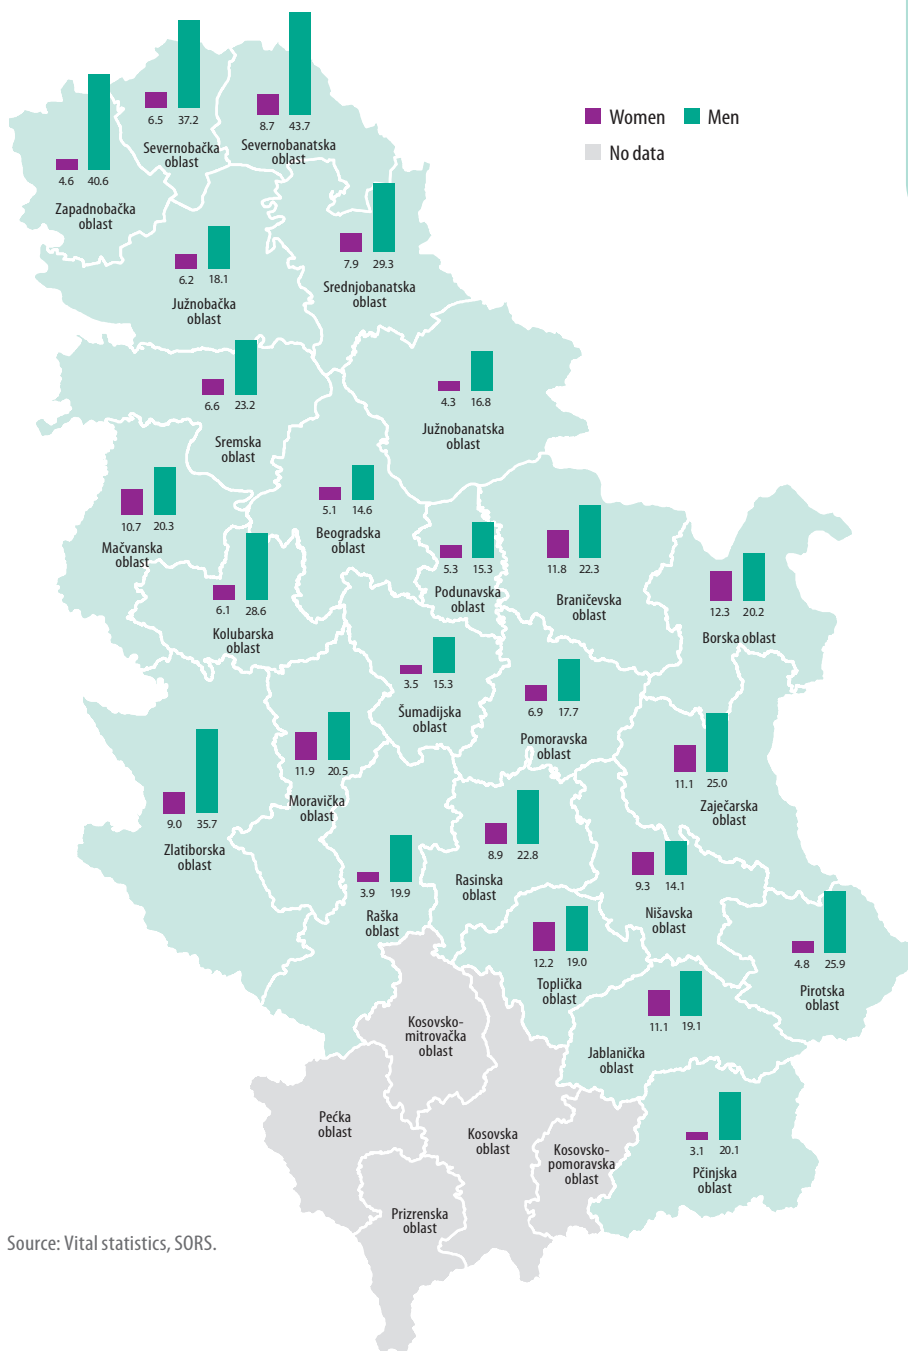 Women Men
No data
6.5 37.2
Severnobačka
oblast
8.7 43.7
Severnobanatska
oblast
4.6 40.6
Zapadnobačka
oblast
7.9 29.3
Srednjobanatska
oblast
6.2 18.1
Južnobačka
oblast
6.6 23.2
Sremska
oblast
4.3 16.8
Južnobanatska
oblast
10.7 20.3
Mačvanska
oblast
5.1 14.6
Beogradska
oblast
5.3 15.3
Podunavska
oblast
11.8 22.3
Braničevska
oblast
12.3 20.2
Borska oblast
6.1 28.6
Kolubarska
oblast
3.5 15.3
Šumadijska
oblast
6.9 17.7
Pomoravska
oblast
11.9 20.5
Moravička
oblast
11.1 25.0
Zaječarska
oblast
9.0 35.7
Zlatiborska
oblast
8.9 22.8
Rasinska
oblast
3.9 19.9
Raška
oblast
9.3 14.1
Nišavska
oblast
12.2 19.0
Toplička
oblast
4.8 25.9
Pirotska
oblast
11.1 19.1
Jablanička
oblast
Kosovsko-
mitrovačka
oblast
Pećka
oblast
Kosovska
oblast
Kosovsko-
pomoravska
oblast
3.1 20.1
Pčinjska
oblast
Prizrenska
oblast
Source: Vital statistics, SORS.